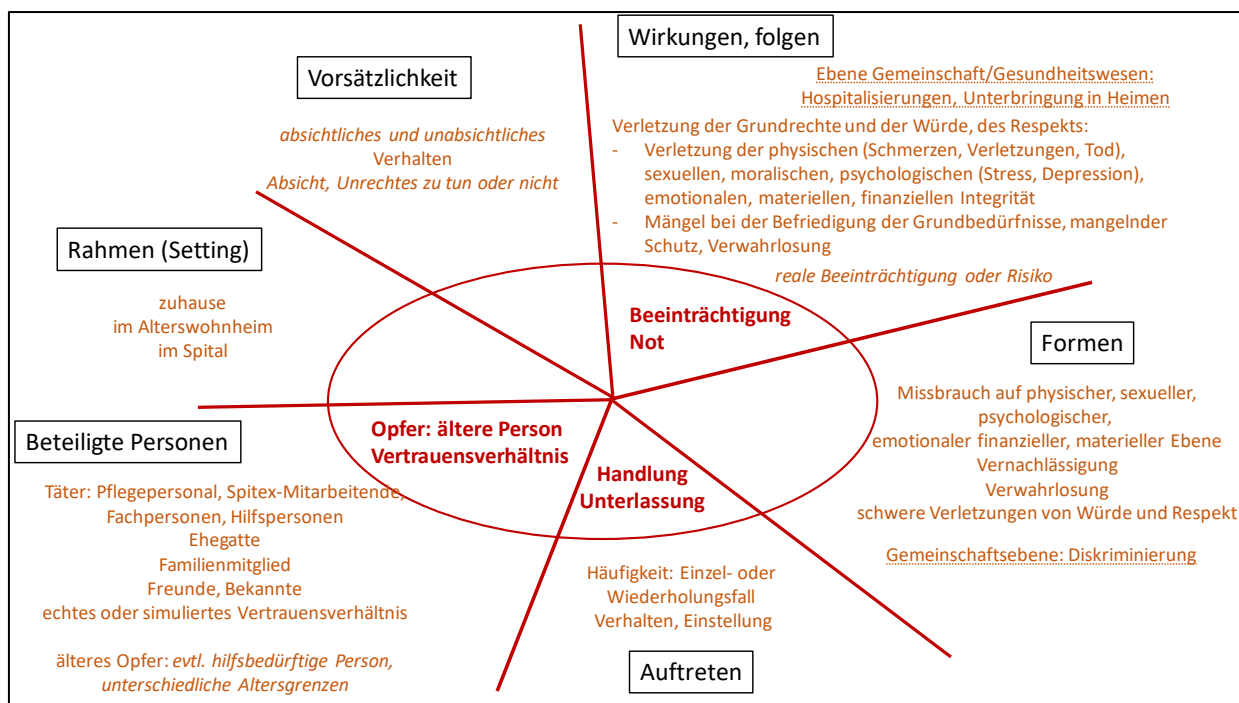 Wirkungen, folgen
Ebene Gemeinschaft/Gesundheitswesen:
Hospitalisierungen, Unterbringung in Heimen
Verletzung der Grundrechte und der Würde, des Respekts:
- Verletzung der physischen (Schmerzen, Verletzungen, Tod),
sexuellen, moralischen, psychologischen (Stress, Depression),
emotionalen, materiellen, finanziellen Integrität
- Mängel bei der Befriedigung der Grundbedürfnisse, mangelnder
Schutz, Verwahrlosung
reale Beeinträchtigung oder Risiko
Vorsätzlichkeit
absichtliches und unabsichtliches
Verhalten
Absicht, Unrechtes zu tun oder nicht
Rahmen (Setting)
zuhause
im Alterswohnheim
im Spital
Beeinträchtigung
Not
Formen
Missbrauch auf physischer, sexueller,
psychologischer,
emotionaler finanzieller, materieller Ebene
Vernachlässigung
Verwahrlosung
schwere Verletzungen von Würde und Respekt
Gemeinschaftsebene: Diskriminierung
Opfer: ältere Person
Vertrauensverhältnis
Handlung
Unterlassung
Beteiligte Personen
Täter: Pflegepersonal, Spitex-Mitarbeitende,
Fachpersonen, Hilfspersonen
Ehegatte
Familienmitglied
Freunde, Bekannte
echtes oder simuliertes Vertrauensverhältnis
älteres Opfer: evtl. hilfsbedürftige Person,
unterschiedliche Altersgrenzen
Häufigkeit: Einzel- oder
Wiederholungsfall
Verhalten, Einstellung
Auftreten